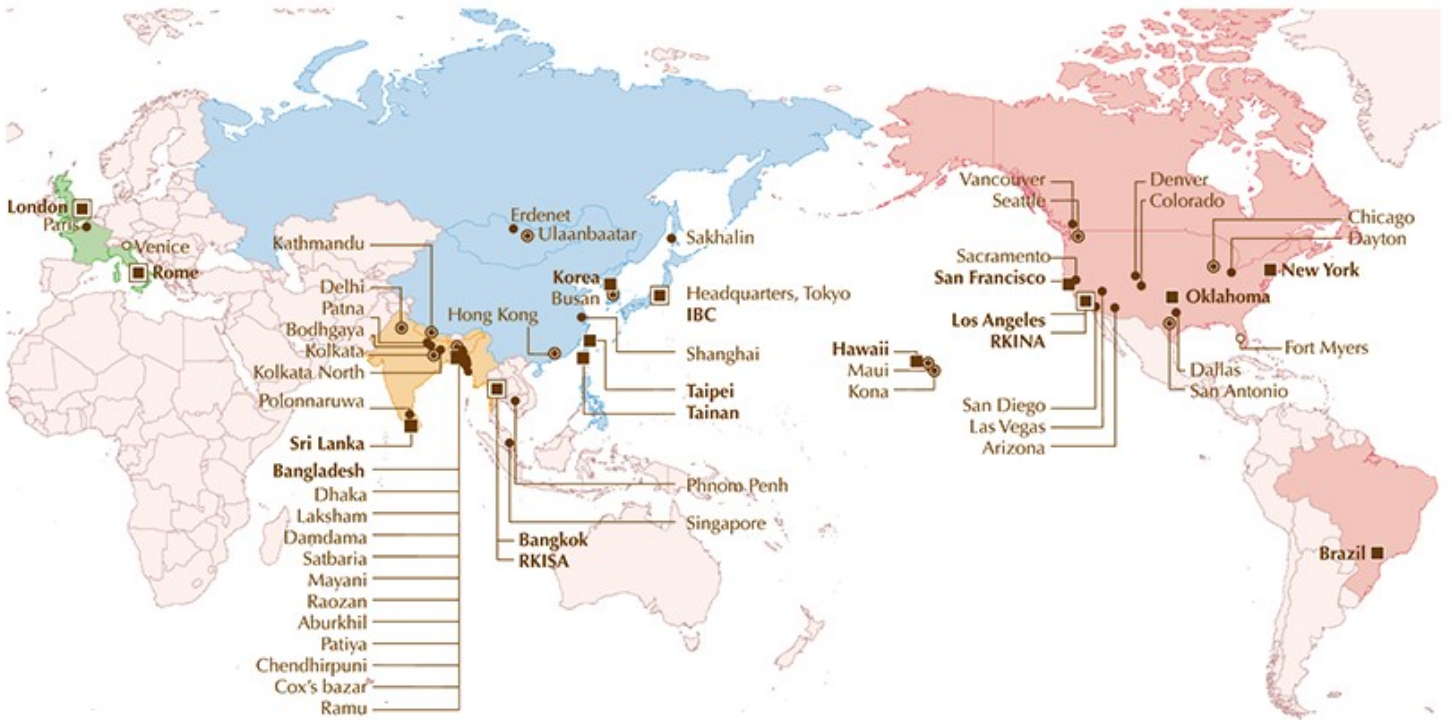 London
Paris
Venice
Rome
Kathmandu
Delhi
Patna
Bodhgaya
Kolkata
Kolkata North
Polonnaruwa
Sri Lanka
Bangladesh
Dhaka
Laksham
Damdama
Satbaria
Mayani
Raozan
Aburkhil
Patiya
Chendhirpuni
Cox's bazar
Ramu
Erdenet
Ulaanbaatar
Korea
Busan
Hong Kong
Sakhalin
Headquarters, Tokyo
IBC
Shanghai
Taipei
Tainan
Phnom Penh
Singapore
Bangkok
RKISA
Hawaii
Maui
Kona
Vancouver
Seattle
Sacramento
San Francisco
Los Angeles
RKINA
San Diego
Las Vegas
Arizona
Denver
Colorado
Chicago
Dayton
New York
Oklahoma
Fort Myers
Dallas
San Antonio
Brazil